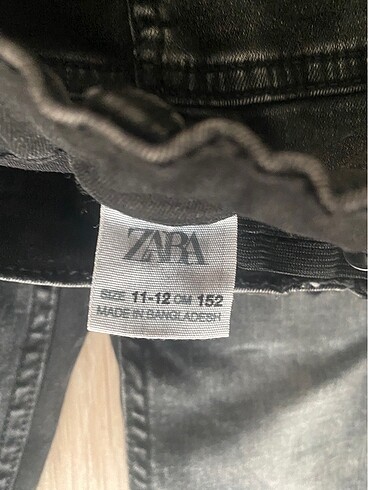 ZARA
SIZE 11-12 CM 152
MADE IN BANGLADESH